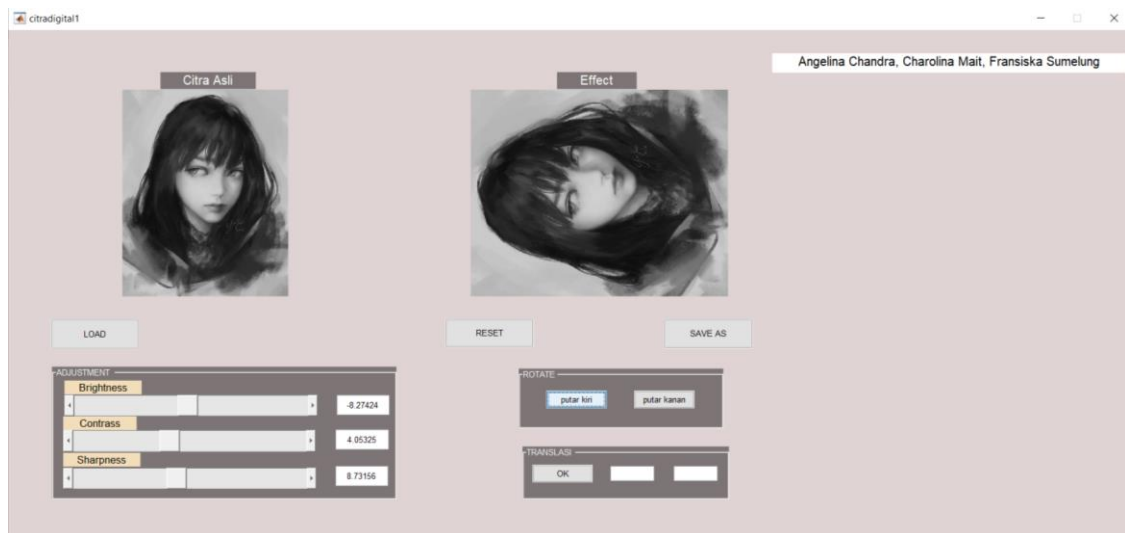 citradigital1
Angelina Chandra, Charolina Mait, Fransiska Sumelung
Citra Asli
Effect
LOAD
RESET
SAVE AS
ADJUSTMENT
Brightness
-8.27424
Contrass
4.05325
Sharpness
8.73156
ROTATE
putar kiri
putar kanan
TRANSLASI
OK